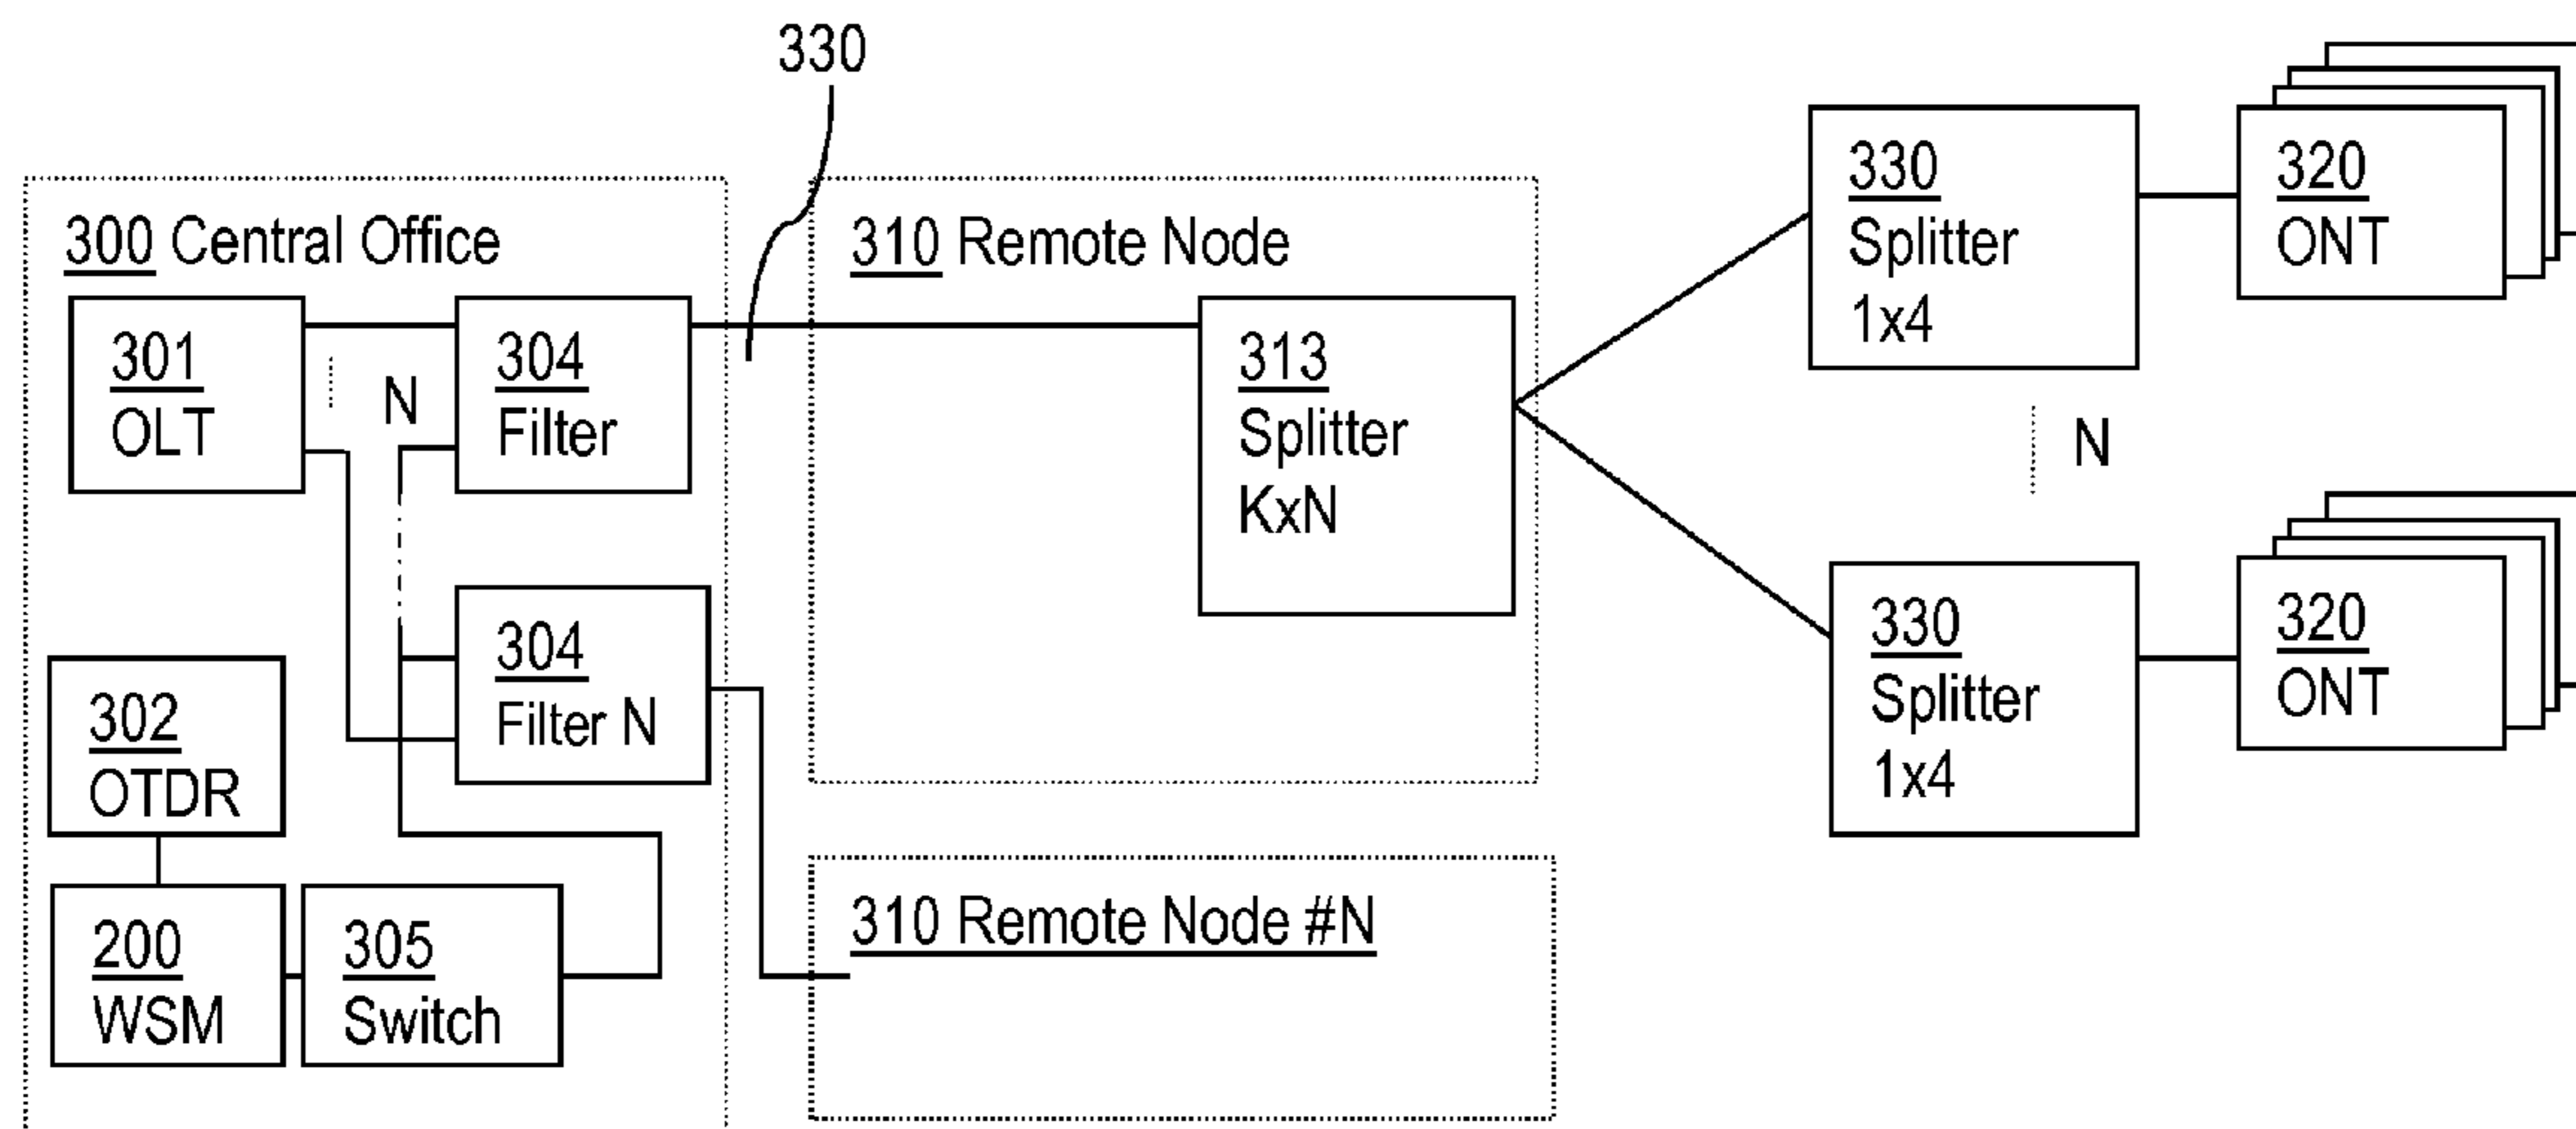 330
300 Central Office
301
OLT
N
304
Filter
304
Filter N
302
OTDR
200
WSM
305
Switch
310 Remote Node
313
Splitter
KxN
310 Remote Node #N
330
Splitter
1x4
320
ONT
N
330
Splitter
1x4
320
ONT